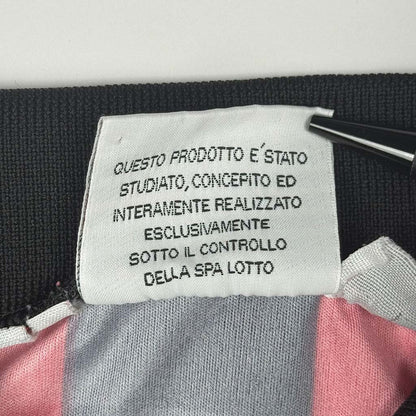 QUESTO PRODOTTO E´STATO
STUDIATO, CONCEPITO ED
INTERAMENTE REALIZZATO
ESCLUSIVAMENTE
SOTTO IL CONTROLLO
DELLA SPA LOTTO